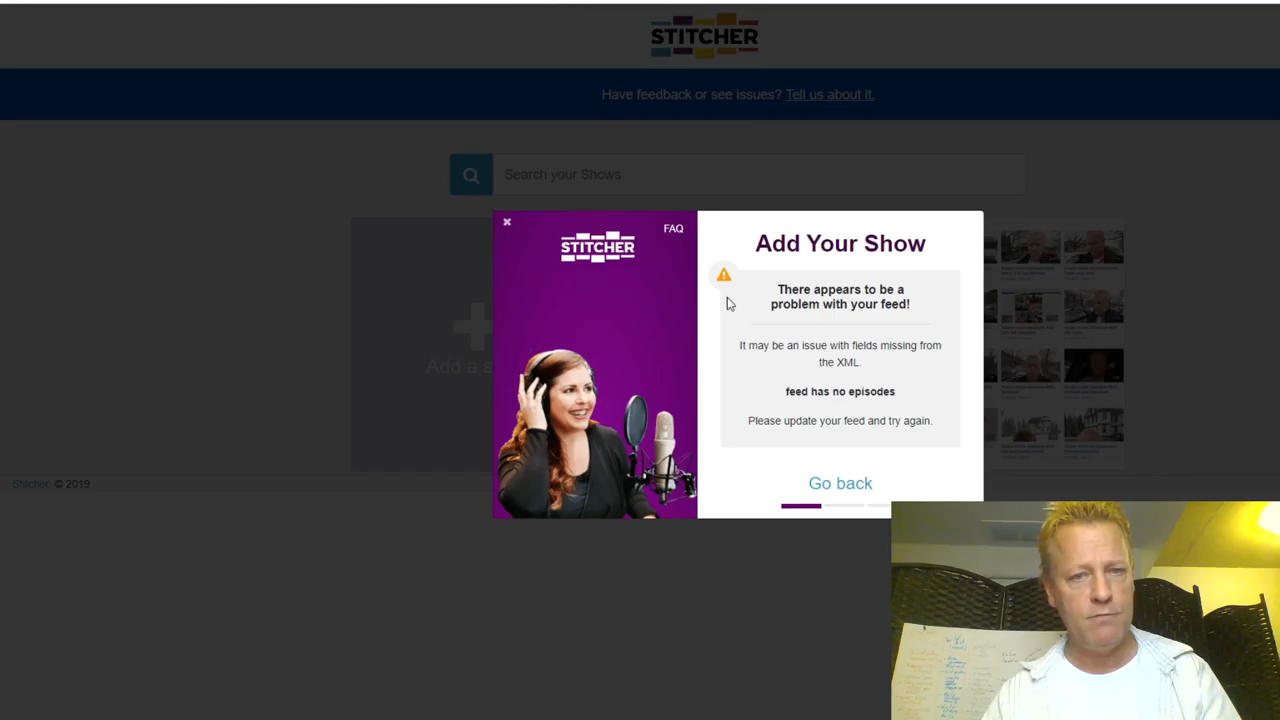 STITCHER
Have feedback or see issues? Tell us about it.
Search your Shows
FAQ
STITCHER
Add Your Show
There appears to be a
problem with your feed!
It may be an issue with fields missing from
the XML.
feed has no episodes
Please update your feed and try again.
Go back
Add a s
Stitcher © 2019